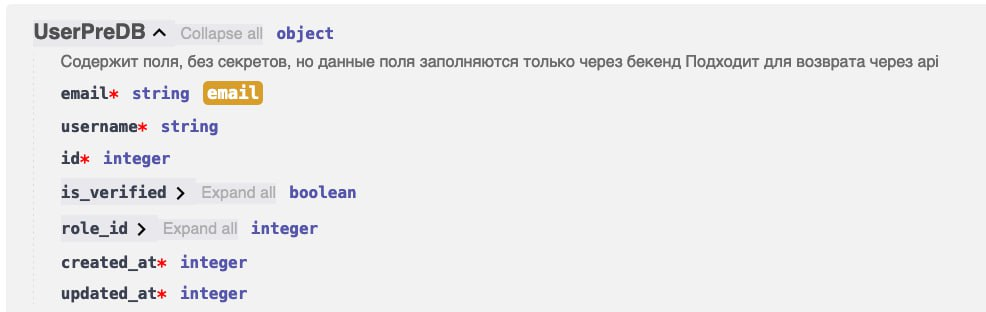 UserPreDB Collapse all object
Содержит поля, без секретов, но данные поля заполняются только через бекенд Подходит для возврата через api
email* string email
username* string
id* integer
is_verified Expand all boolean
role_id Expand all integer
created_at* integer
updated_at* integer